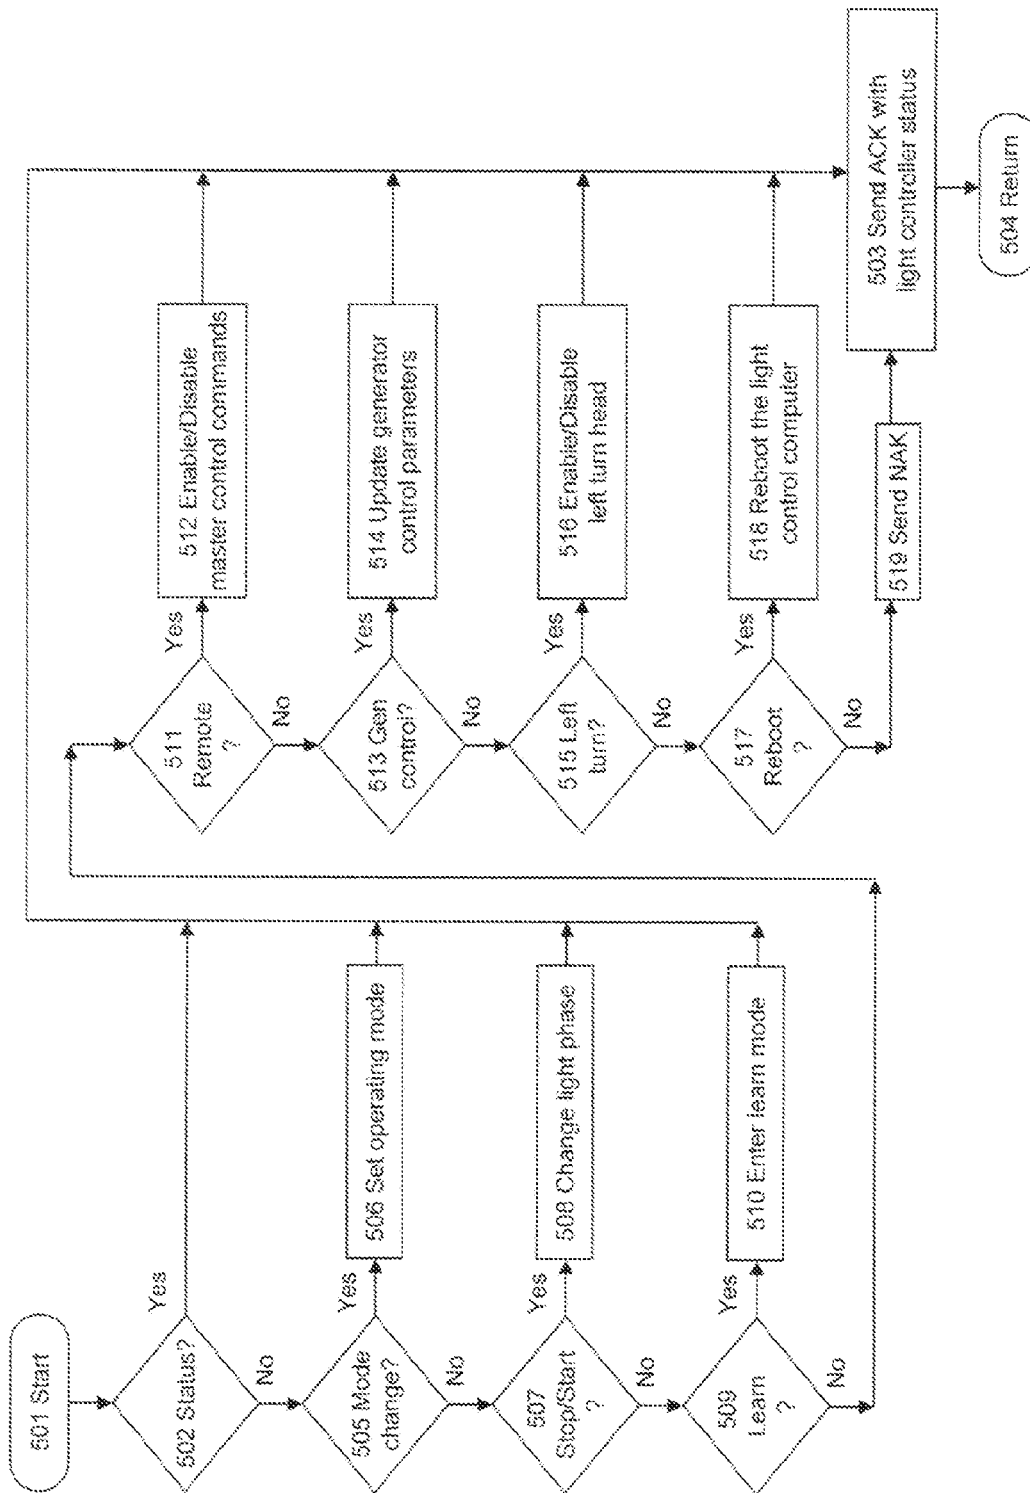 501 Start
502 Status?
Yes
No
505 Mode
change?
Yes
506 Set operating mode
No
507
Stop/Start
?
Yes
508 Change light phase
No
509
Learn
?
Yes
510 Enter learn mode
No
511
Remote
?
Yes
512 Enable/Disable
master control commands
No
513 Gen
control?
Yes
514 Update generator
control parameters
No
515 Left
turn?
Yes
516 Enable/Disable
left turn head
No
517
Reboot
?
Yes
518 Reboot the light
control computer
No
519 Send NAK
503 Send ACK with
light controller status
504 Return